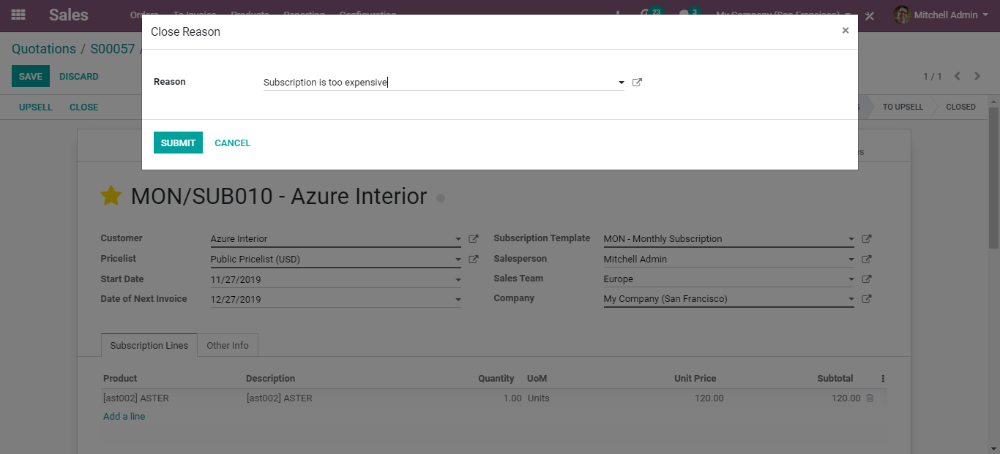 Sales Orders To Invoice Products Reporting Configuration 23 3 My Company (San Francisco) Mitchell Admin
Close Reason ×
Quotations / S00057 /
SAVE DISCARD
1 / 1
Reason Subscription is too expensive
UPSELL CLOSE
TO UPSELL CLOSED
SUBMIT CANCEL
MON/SUB010 - Azure Interior
Customer Azure Interior
Subscription Template MON - Monthly Subscription
Pricelist Public Pricelist (USD)
Salesperson Mitchell Admin
Start Date 11/27/2019
Sales Team Europe
Date of Next Invoice 12/27/2019
Company My Company (San Francisco)
Subscription Lines Other Info
Product Description Quantity UoM Unit Price Subtotal
[ast002] ASTER [ast002] ASTER 1.00 Units 120.00 120.00
Add a line